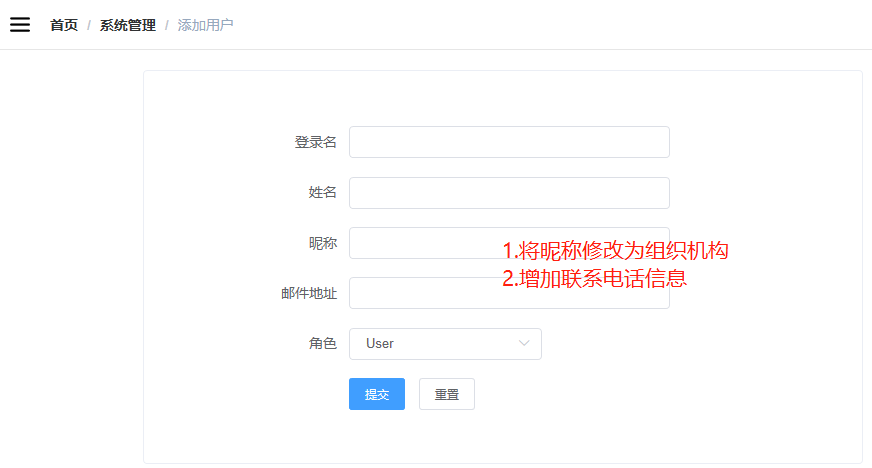 首页 / 系统管理 / 添加用户
登录名
姓名
昵称
1.将昵称修改为组织机构
2.增加联系电话信息
邮件地址
角色 User
提交 重置